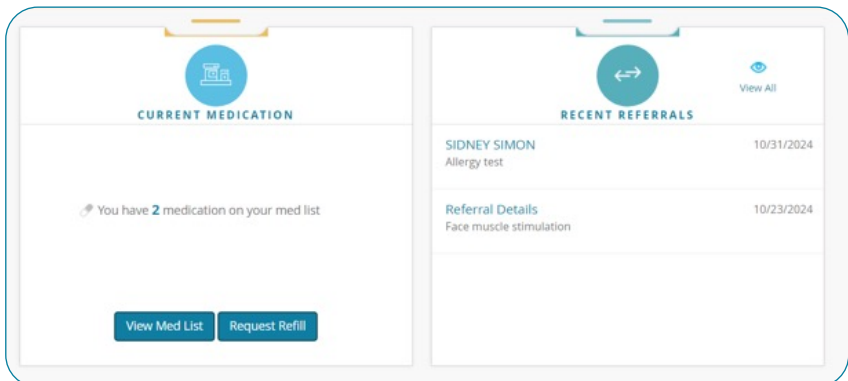 CURRENT MEDICATION
You have 2 medication on your med list
View Med List
Request Refill
View All
RECENT REFERRALS
SIDNEY SIMON 10/31/2024
Allergy test
Referral Details 10/23/2024
Face muscle stimulation